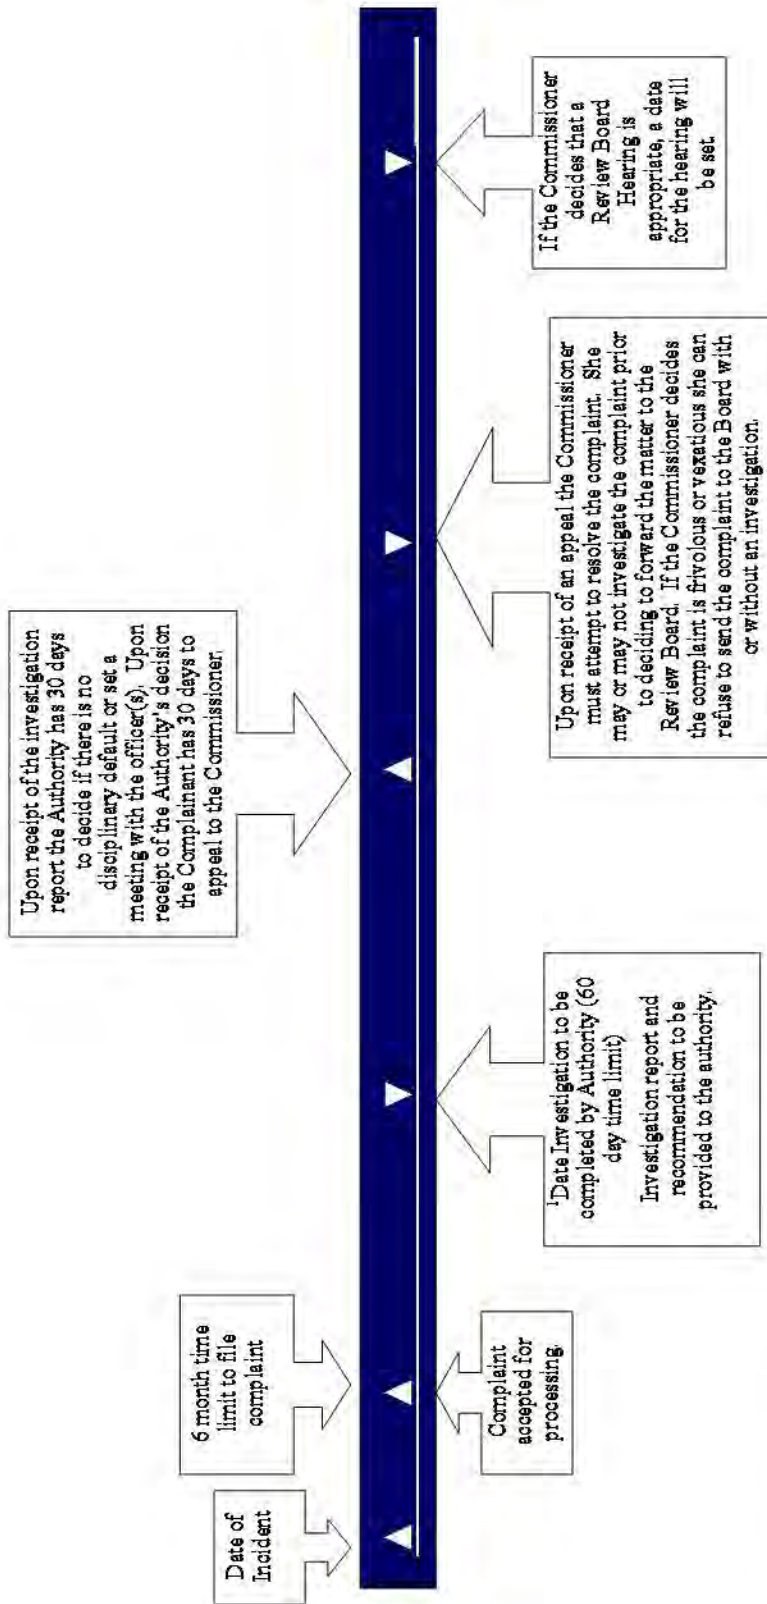 Date of
Incident
6 month time
limit to file
complaint
Complaint
accepted for
processing.
1Date Investigation to be
completed by Authority (60
day time limit)
Investigation report and
recommendation to be
provided to the authority.
Upon receipt of the investigation
report the Authority has 30 days
to decide if there is no
disciplinary default or set a
meeting with the officer(s). Upon
receipt of the Authority's decision
the Complainant has 30 days to
appeal to the Commissioner.
Upon receipt of an appeal the Commissioner
must attempt to resolve the complaint. She
may or may not investigate the complaint prior
to deciding to forward the matter to the
Review Board. If the Commissioner decides
the complaint is frivolous or vexatious she can
refuse to send the complaint to the Board with
or without an investigation.
If the Commissioner
decides that a
Review Board
Hearing is
appropriate, a date
for the hearing will
be set.